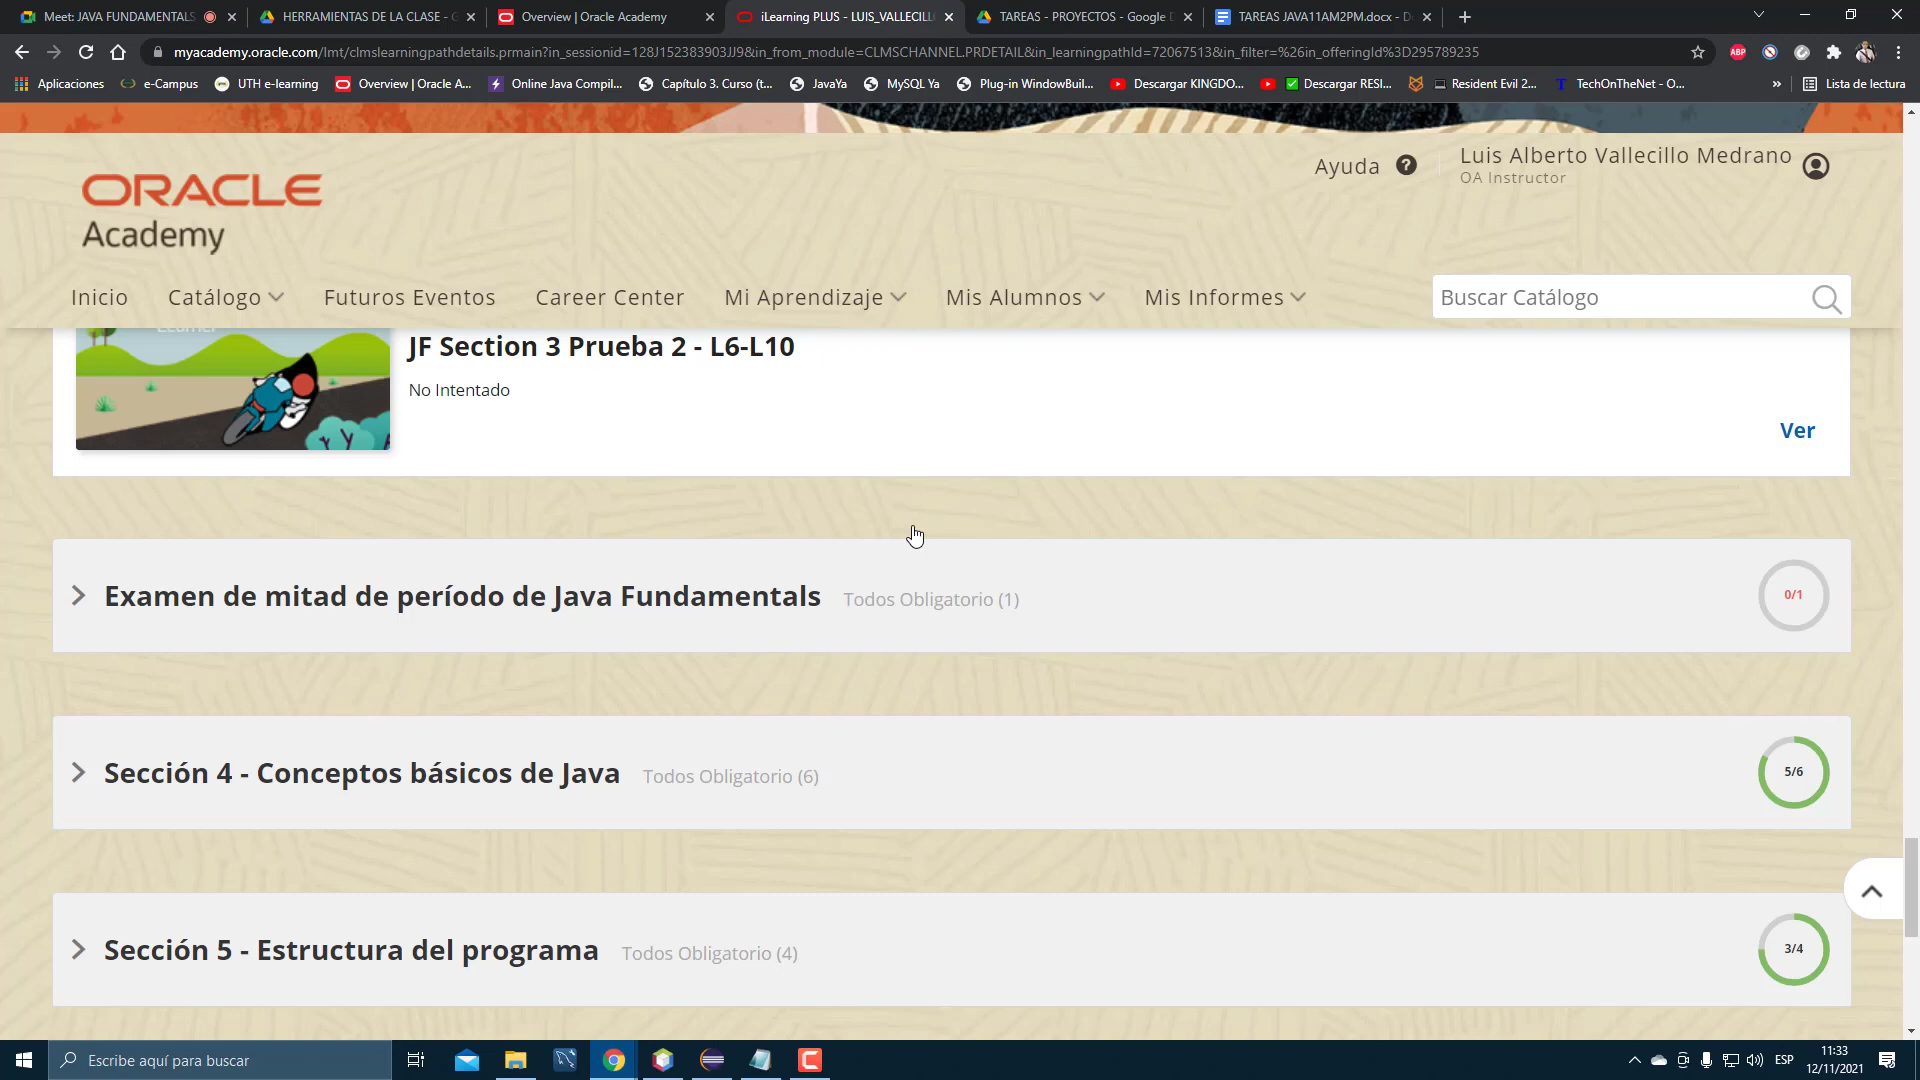 Meet: JAVA FUNDAMENTALS
HERRAMIENTAS DE LA CLASE - G
Overview | Oracle Academy
iLearning PLUS - LUIS_VALLECILL
TAREAS - PROYECTOS - Google D
TAREAS JAVA11AM2PM.docx - D
myacademy.oracle.com/lmt/clmslearningpathdetails.prmain?in_sessionid=128J152383903JJ9&in_from_module=CLMSCHANNEL.PRDETAIL&in_learningpathId=72067513&in_filter=%26in_offeringId%3D295789235
ABP
Aplicaciones
e-Campus
UTH e-learning
Overview | Oracle A...
Online Java Compil...
Capítulo 3. Curso (t...
JavaYa
MySQL Ya
Plug-in WindowBuil...
Descargar KINGDO...
Descargar RESI...
Resident Evil 2...
TechOnTheNet - O...
»
Lista de lectura
ORACLE
Academy
Ayuda ?
Luis Alberto Vallecillo Medrano
OA Instructor
Inicio
Catálogo
Futuros Eventos
Career Center
Mi Aprendizaje
Mis Alumnos
Mis Informes
Buscar Catálogo
Learner
JF Section 3 Prueba 2 - L6-L10
No Intentado
Ver
Examen de mitad de período de Java Fundamentals Todos Obligatorio (1)
0/1
Sección 4 - Conceptos básicos de Java Todos Obligatorio (6)
5/6
Sección 5 - Estructura del programa Todos Obligatorio (4)
3/4
Escribe aquí para buscar
ESP
11:33
12/11/2021